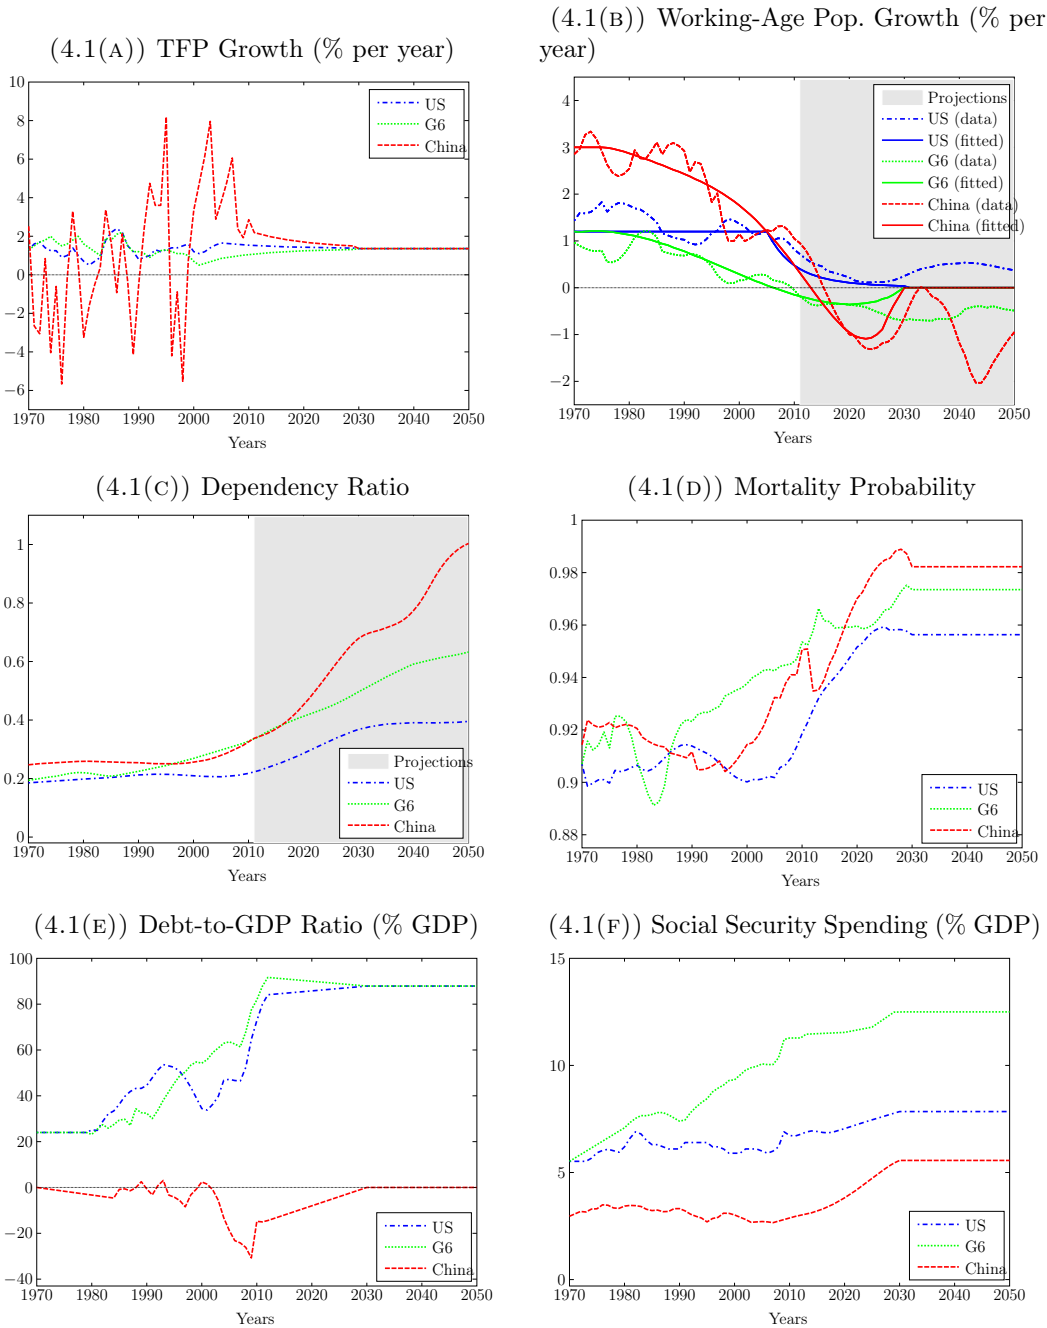 (4.1(A)) TFP Growth (% per year)
10
8
6
4
2
0
−2
−4
−6
1970 1980 1990 2000 2010 2020 2030 2040 2050
Years
US
G6
China
(4.1(B)) Working-Age Pop. Growth (% per
year)
4
3
2
1
0
−1
−2
1970 1980 1990 2000 2010 2020 2030 2040 2050
Years
Projections
US (data)
US (fitted)
G6 (data)
G6 (fitted)
China (data)
China (fitted)
(4.1(C)) Dependency Ratio
1
0.8
0.6
0.4
0.2
0
1970 1980 1990 2000 2010 2020 2030 2040 2050
Years
Projections
US
G6
China
(4.1(D)) Mortality Probability
1
0.98
0.96
0.94
0.92
0.9
0.88
1970 1980 1990 2000 2010 2020 2030 2040 2050
Years
US
G6
China
(4.1(E)) Debt-to-GDP Ratio (% GDP)
100
80
60
40
20
0
−20
−40
1970 1980 1990 2000 2010 2020 2030 2040 2050
Years
US
G6
China
(4.1(F)) Social Security Spending (% GDP)
15
10
5
0
1970 1980 1990 2000 2010 2020 2030 2040 2050
Years
US
G6
China